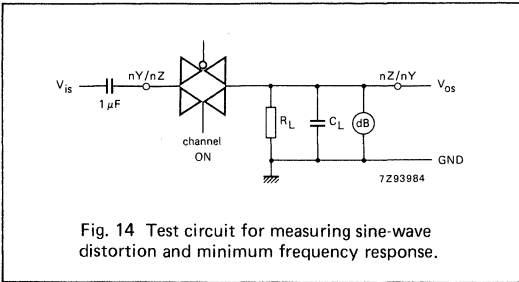 nY/nZ
nZ/nY
Vis
Vos
1 μF
RL
CL
dB
channel
ON
GND
7Z93984
Fig. 14 Test circuit for measuring sine-wave
distortion and minimum frequency response.